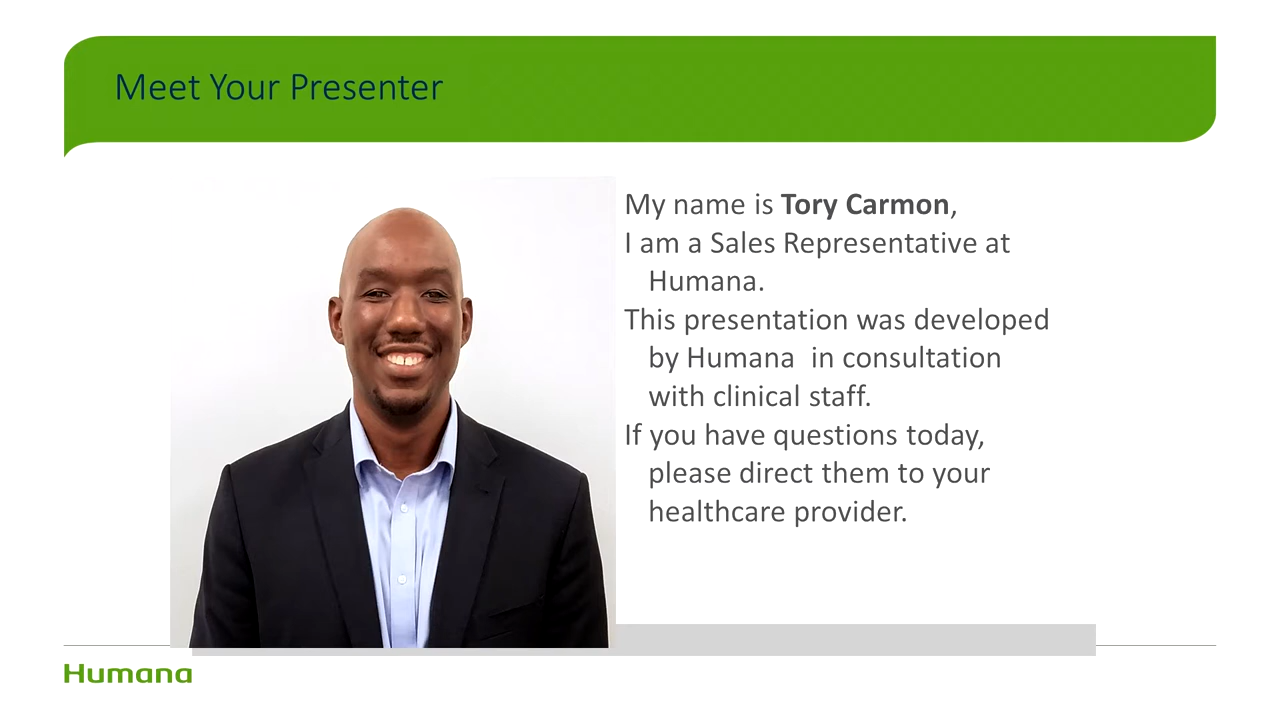 Meet Your Presenter
My name is Tory Carmon,
I am a Sales Representative at
Humana.
This presentation was developed
by Humana  in consultation
with clinical staff.
If you have questions today,
please direct them to your
healthcare provider.
Humana